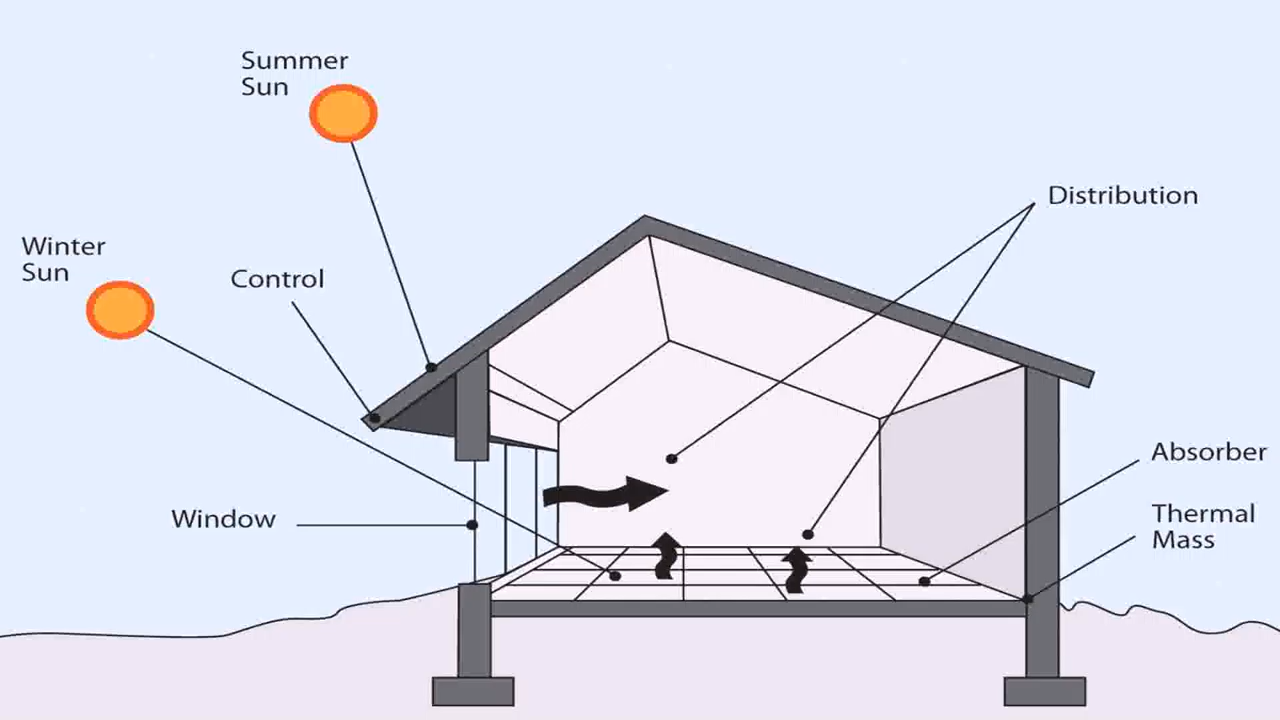 Summer
Sun
Distribution
Winter
Sun
Control
Absorber
Window
Thermal
Mass